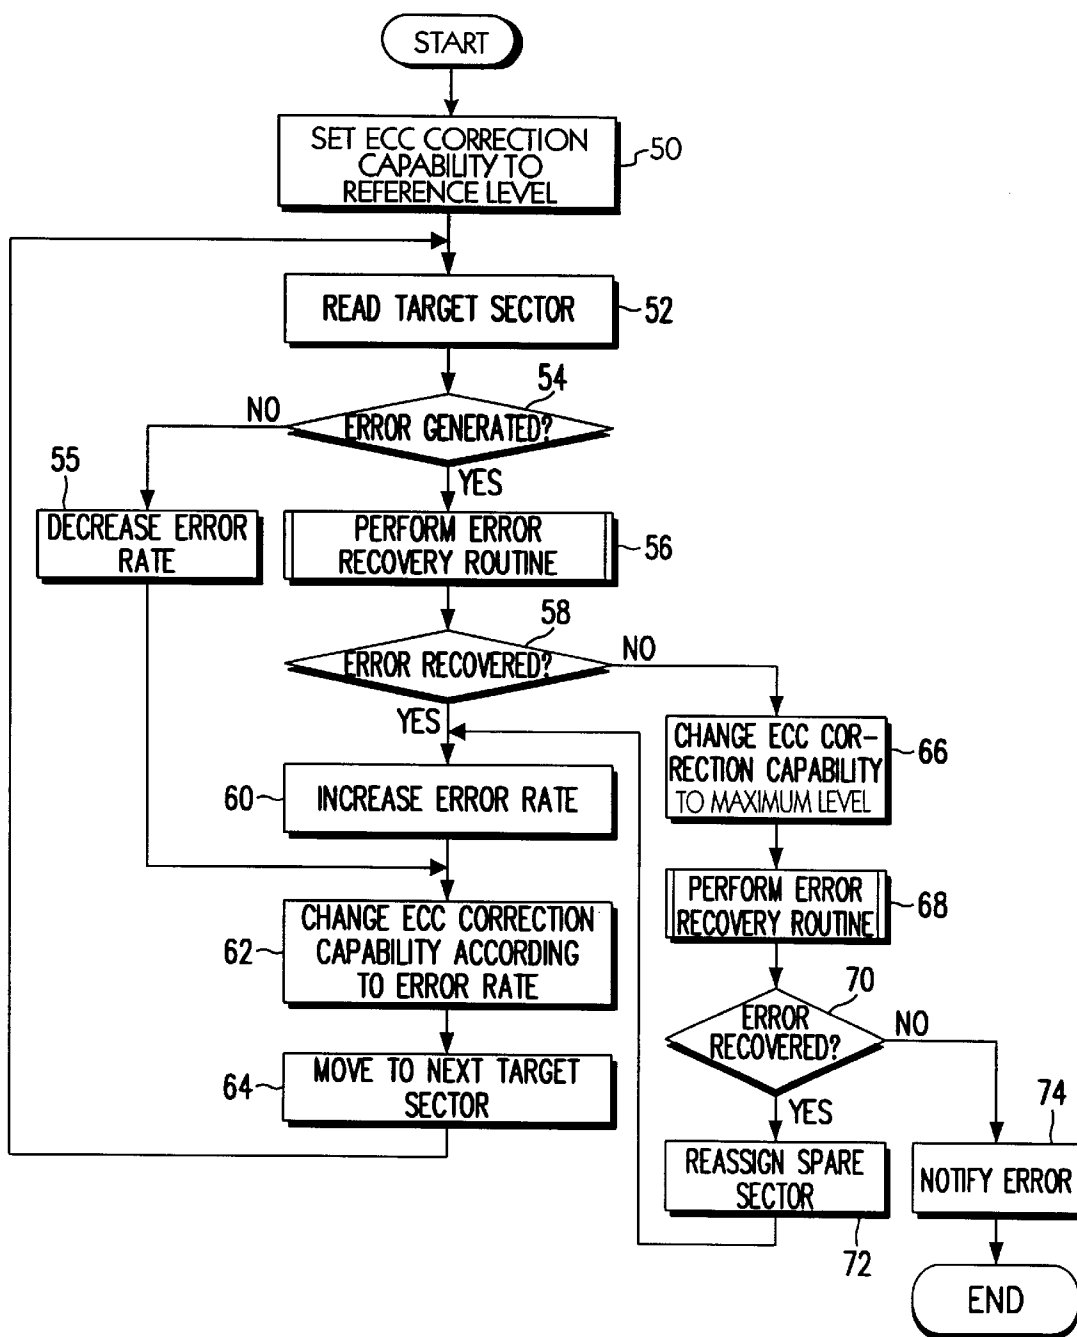 START
SET ECC CORRECTION
CAPABILITY TO
REFERENCE LEVEL
50
READ TARGET SECTOR
52
54
NO
ERROR GENERATED?
YES
55
DECREASE ERROR
RATE
PERFORM ERROR
RECOVERY ROUTINE
56
58
ERROR RECOVERED?
NO
YES
CHANGE ECC COR-
RECTION CAPABILITY
TO MAXIMUM LEVEL
66
60
INCREASE ERROR RATE
PERFORM ERROR
RECOVERY ROUTINE
68
62
CHANGE ECC CORRECTION
CAPABILITY ACCORDING
TO ERROR RATE
70
ERROR
RECOVERED?
NO
YES
64
MOVE TO NEXT TARGET
SECTOR
74
REASSIGN SPARE
SECTOR
72
NOTIFY ERROR
END